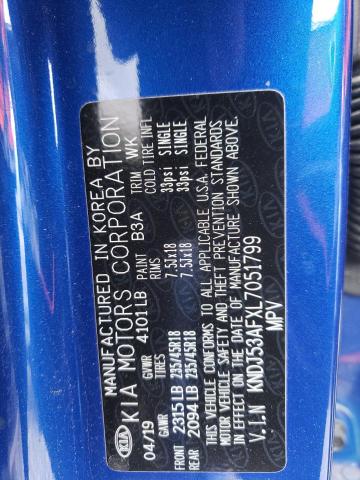 MANUFACTURED IN KOREA BY
KIA KIA MOTORS CORPORATION
04/19 GVWR 4101LB PAINT B3A TRIM WK
GAWR TIRES RIMS COLD TIRE INFL
FRONT 2315LB 235/45R18 7.5Jx18 33psi SINGLE
REAR 2094LB 235/45R18 7.5Jx18 33psi SINGLE
THIS VEHICLE CONFORMS TO ALL APPLICABLE U.S.A. FEDERAL
MOTOR VEHICLE SAFETY AND THEFT PREVENTION STANDARDS
IN EFFECT ON THE DATE OF MANUFACTURE SHOWN ABOVE.
V.I.N KNDJ53AFXL7051799
MPV